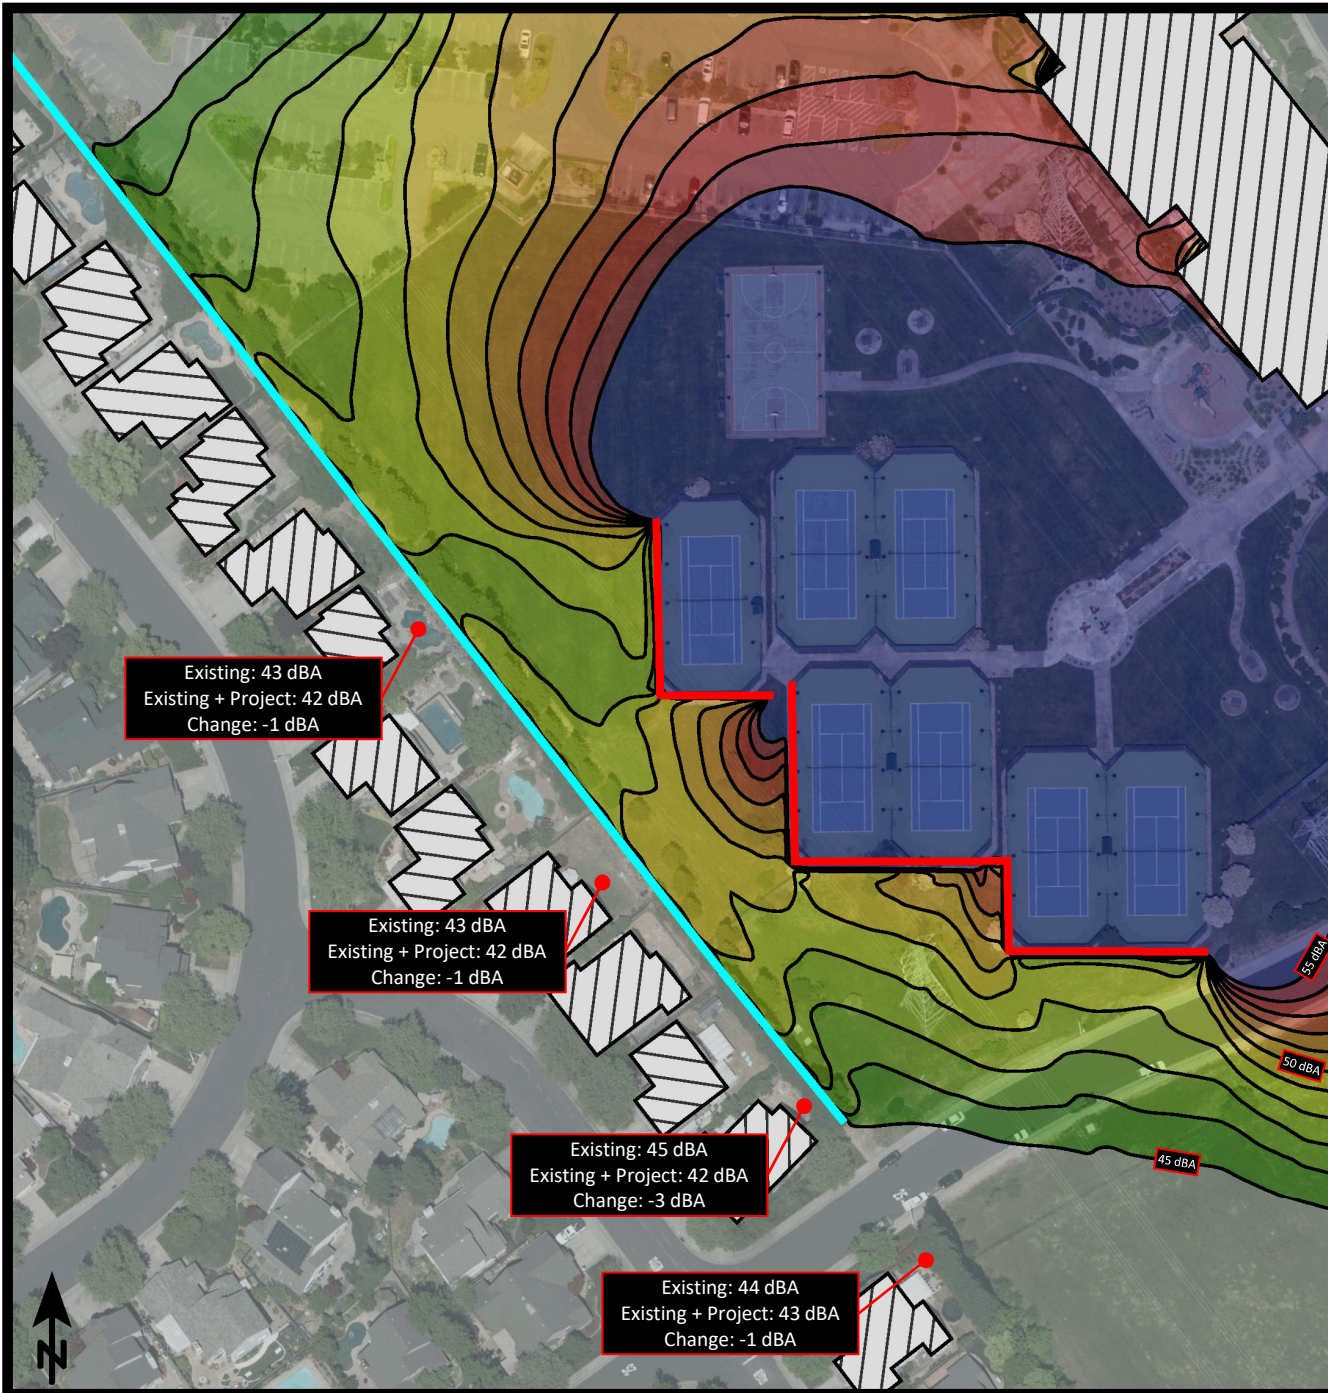 Existing: 43 dBA
Existing + Project: 42 dBA
Change: -1 dBA
Existing: 43 dBA
Existing + Project: 42 dBA
Change: -1 dBA
55 dBA
50 dBA
Existing: 45 dBA
Existing + Project: 42 dBA
Change: -3 dBA
45 dBA
Existing: 44 dBA
Existing + Project: 43 dBA
Change: -1 dBA
N